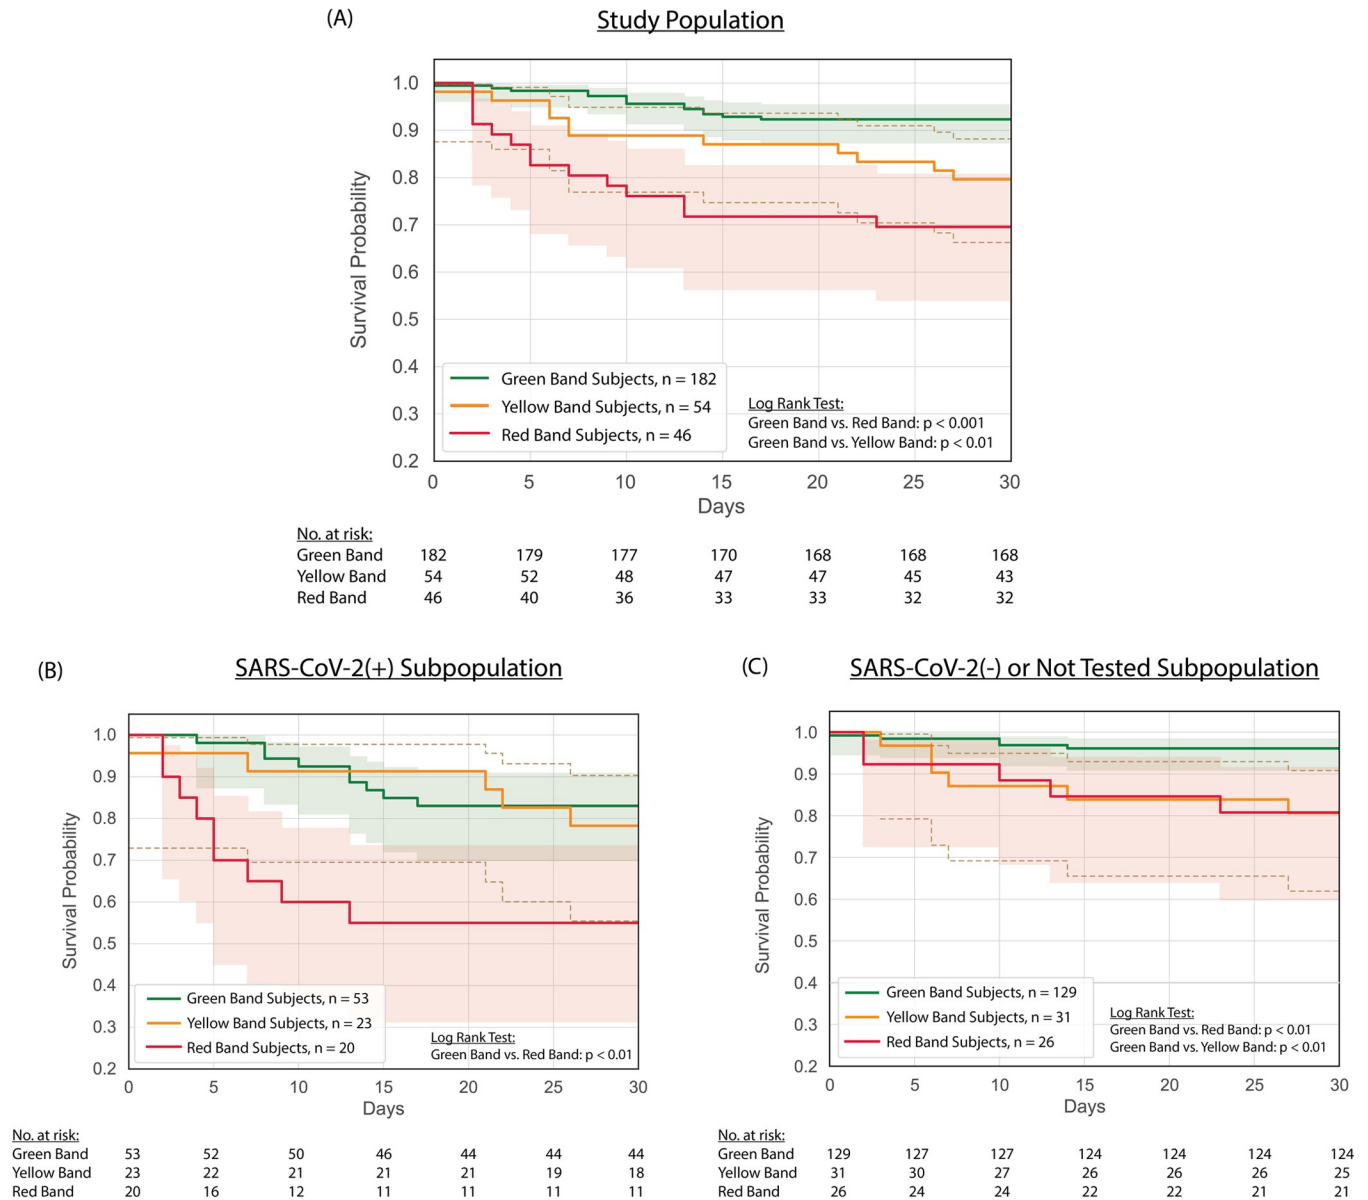 (A)
Study Population
1.0
0.9
0.8
0.7
0.6
0.5
0.4
0.3
0.2
Survival Probability
Green Band Subjects, n = 182
Yellow Band Subjects, n = 54
Red Band Subjects, n = 46
Log Rank Test:
Green Band vs. Red Band: p < 0.001
Green Band vs. Yellow Band: p < 0.01
0 5 10 15 20 25 30
Days
No. at risk:
Green Band 182 179 177 170 168 168 168
Yellow Band 54 52 48 47 47 45 43
Red Band 46 40 36 33 33 32 32
(B)
SARS-CoV-2(+) Subpopulation
1.0
0.9
0.8
0.7
0.6
0.5
0.4
0.3
0.2
Survival Probability
Green Band Subjects, n = 53
Yellow Band Subjects, n = 23
Red Band Subjects, n = 20
Log Rank Test:
Green Band vs. Red Band: p < 0.01
0 5 10 15 20 25 30
Days
No. at risk:
Green Band 53 52 50 46 44 44 44
Yellow Band 23 22 21 21 21 19 18
Red Band 20 16 12 11 11 11 11
(C)
SARS-CoV-2(-) or Not Tested Subpopulation
1.0
0.9
0.8
0.7
0.6
0.5
0.4
0.3
0.2
Survival Probability
Green Band Subjects, n = 129
Yellow Band Subjects, n = 31
Red Band Subjects, n = 26
Log Rank Test:
Green Band vs. Red Band: p < 0.01
Green Band vs. Yellow Band: p < 0.01
0 5 10 15 20 25 30
Days
No. at risk:
Green Band 129 127 127 124 124 124 124
Yellow Band 31 30 27 26 26 26 25
Red Band 26 24 24 22 22 21 21